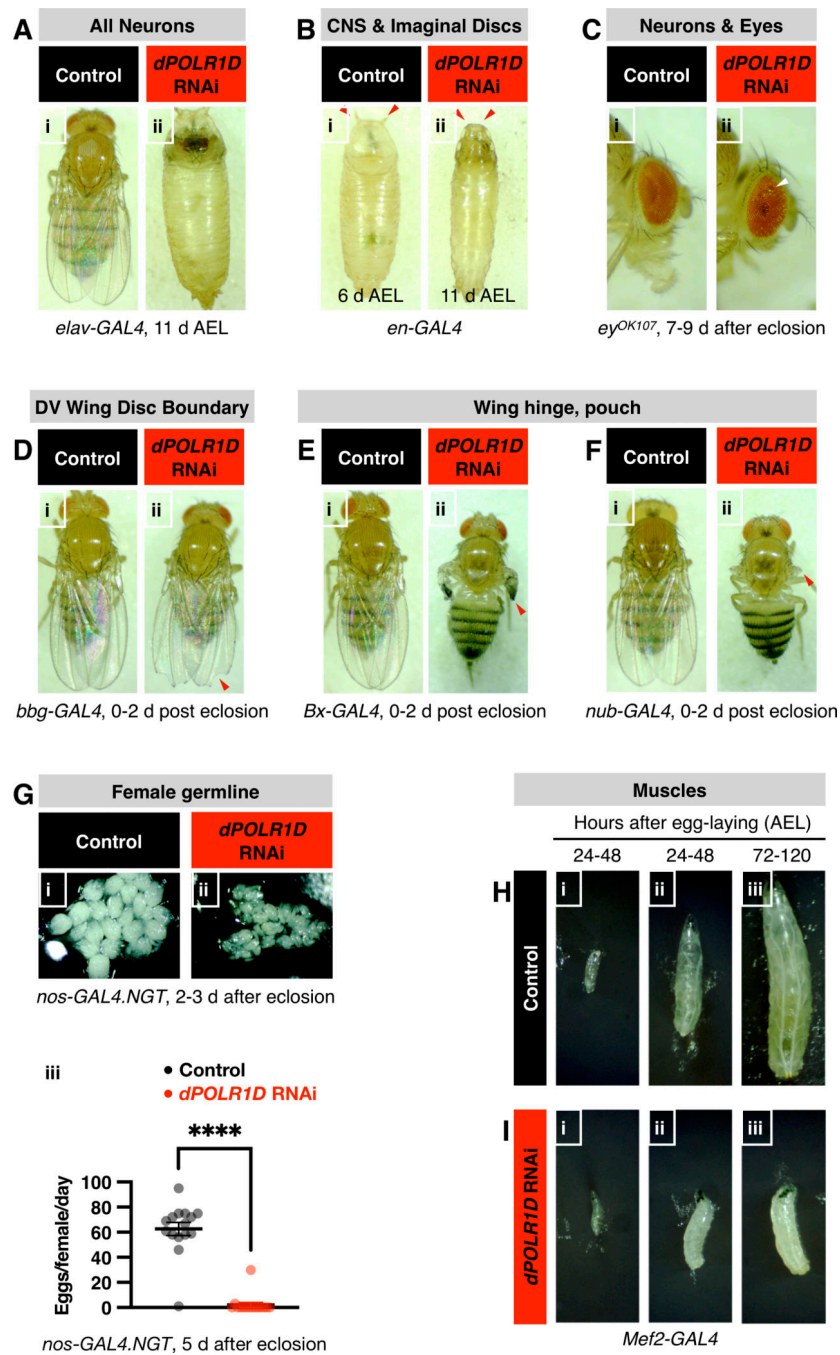 A
All Neurons
Control
dPOLR1D
RNAi
i
ii
elav-GAL4, 11 d AEL
B
CNS & Imaginal Discs
Control
dPOLR1D
RNAi
i
ii
6 d AEL
11 d AEL
en-GAL4
C
Neurons & Eyes
Control
dPOLR1D
RNAi
i
ii
eyOK107, 7-9 d after eclosion
DV Wing Disc Boundary
D
Control
dPOLR1D
RNAi
i
ii
bbg-GAL4, 0-2 d post eclosion
Wing hinge, pouch
E
Control
dPOLR1D
RNAi
i
ii
Bx-GAL4, 0-2 d post eclosion
F
Control
dPOLR1D
RNAi
i
ii
nub-GAL4, 0-2 d post eclosion
G
Female germline
Control
dPOLR1D
RNAi
i
ii
nos-GAL4.NGT, 2-3 d after eclosion
iii
Control
dPOLR1D RNAi
****
Eggs/female/day
100
80
60
40
20
0
nos-GAL4.NGT, 5 d after eclosion
Muscles
Hours after egg-laying (AEL)
24-48 24-48 72-120
H
Control
i
ii
iii
I
dPOLR1D RNAi
i
ii
iii
Mef2-GAL4